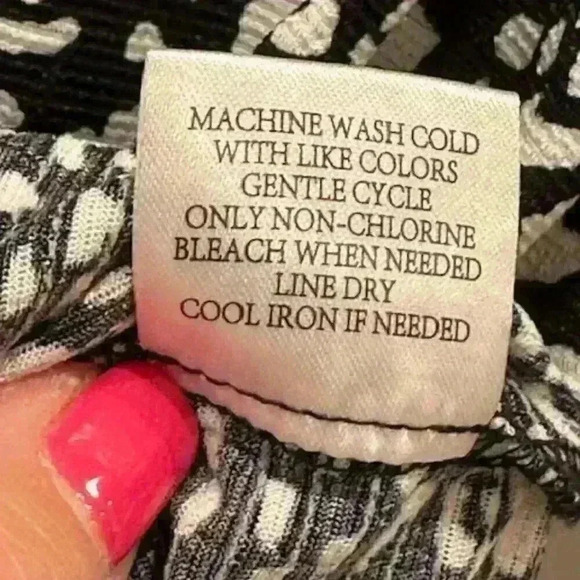 MACHINE WASH COLD
WITH LIKE COLORS
GENTLE CYCLE
ONLY NON-CHLORINE
BLEACH WHEN NEEDED
LINE DRY
COOL IRON IF NEEDED